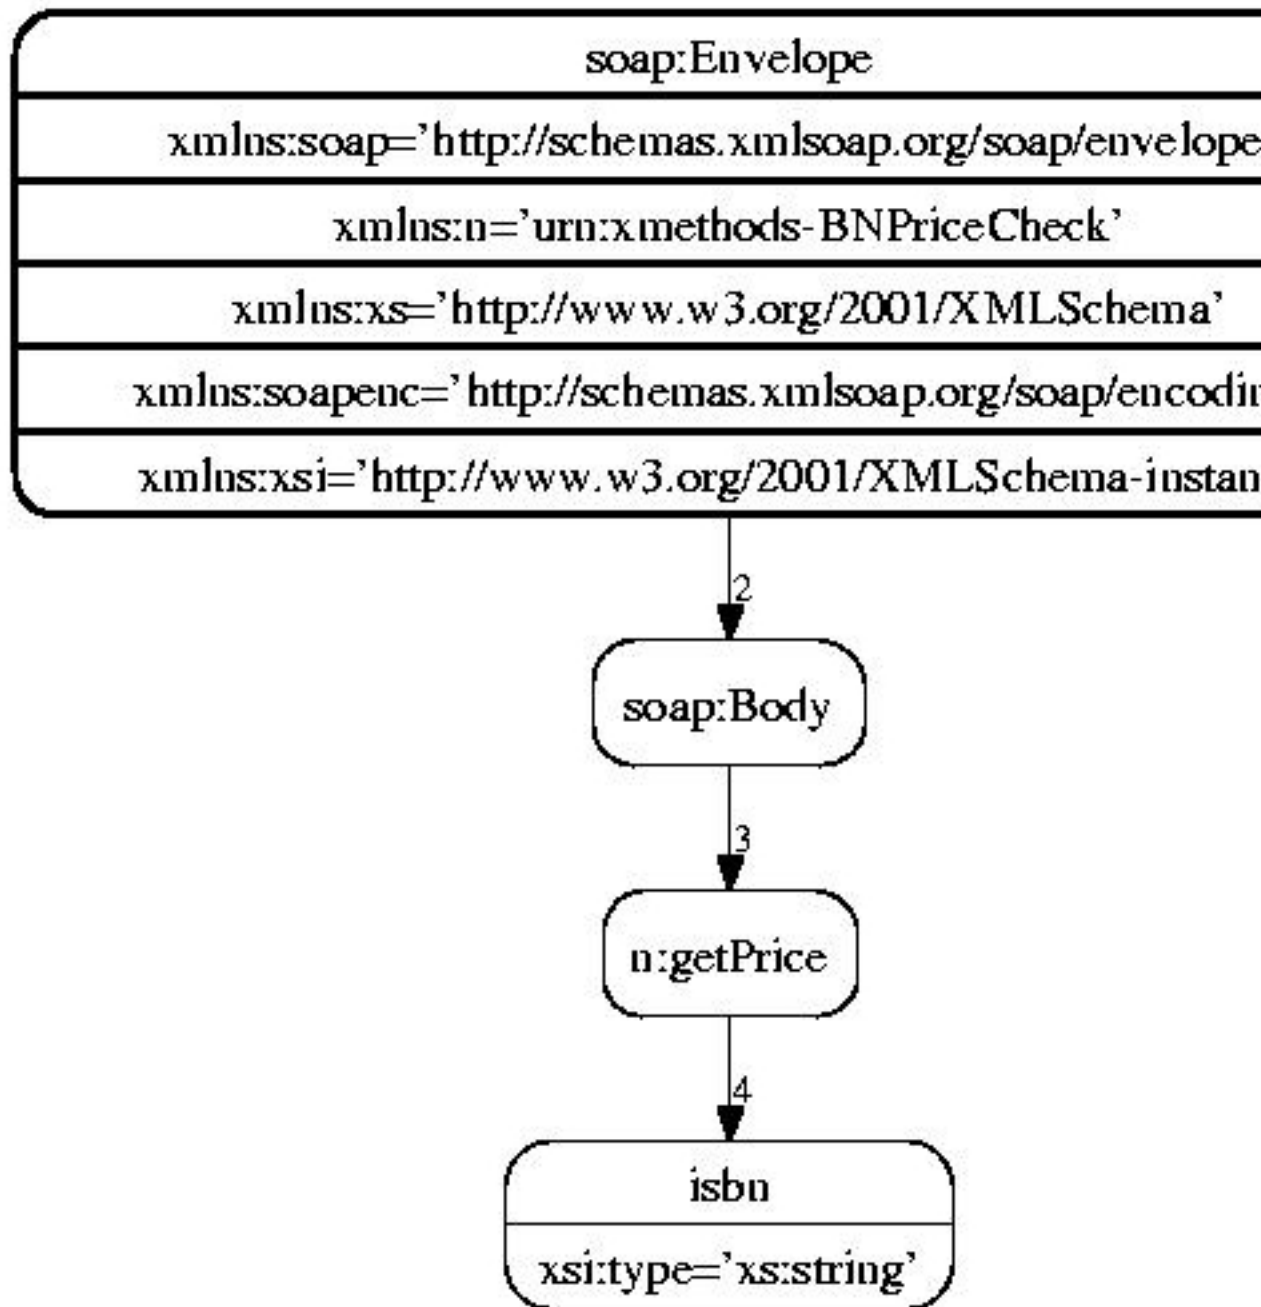 soap:Envelope
xmlns:soap='http://schemas.xmlsoap.org/soap/envelope
xmlns:n='urn:xmethods-BNPriceCheck'
xmlns:xs='http://www.w3.org/2001/XMLSchema'
xmlns:soapenc='http://schemas.xmlsoap.org/soap/encodin
xmlns:xsi='http://www.w3.org/2001/XMLSchema-instan
2
soap:Body
3
n:getPrice
4
isbn
xsi:type='xs:string'